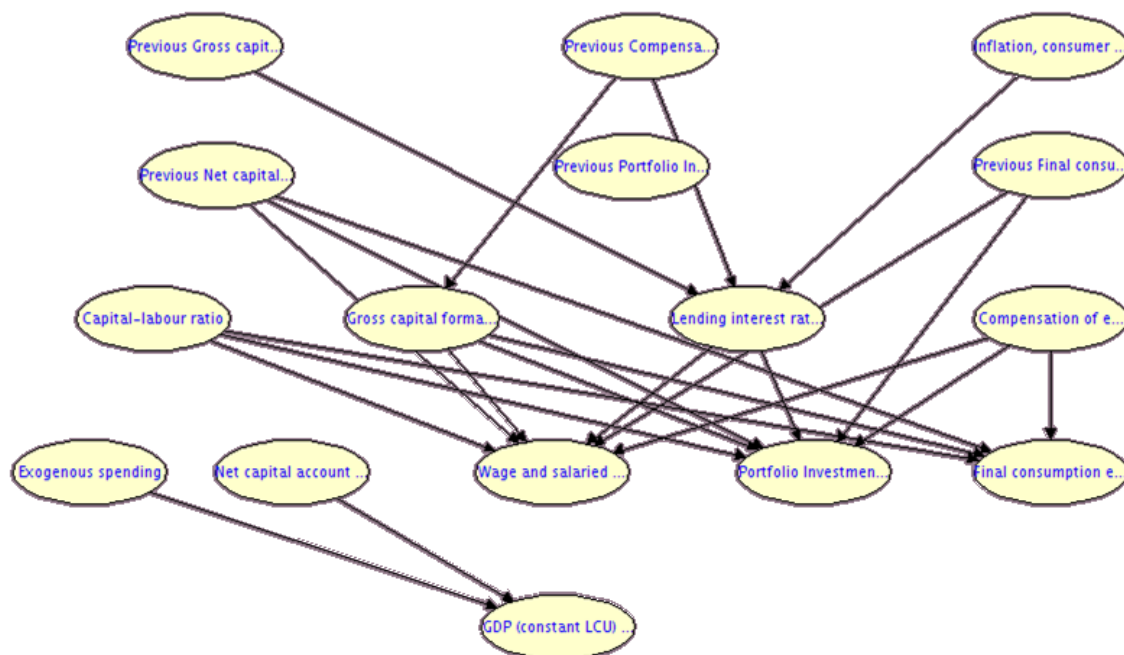 Previous Gross capit...
Previous Compensa...
Inflation, consumer ...
Previous Net capital...
Previous Portfolio In...
Previous Final consu...
Capital-labour ratio
Gross capital forma...
Lending interest rat...
Compensation of e...
Exogenous spending
Net capital account ...
Wage and salaried ...
Portfolio Investmen...
Final consumption e...
GDP (constant LCU) ...